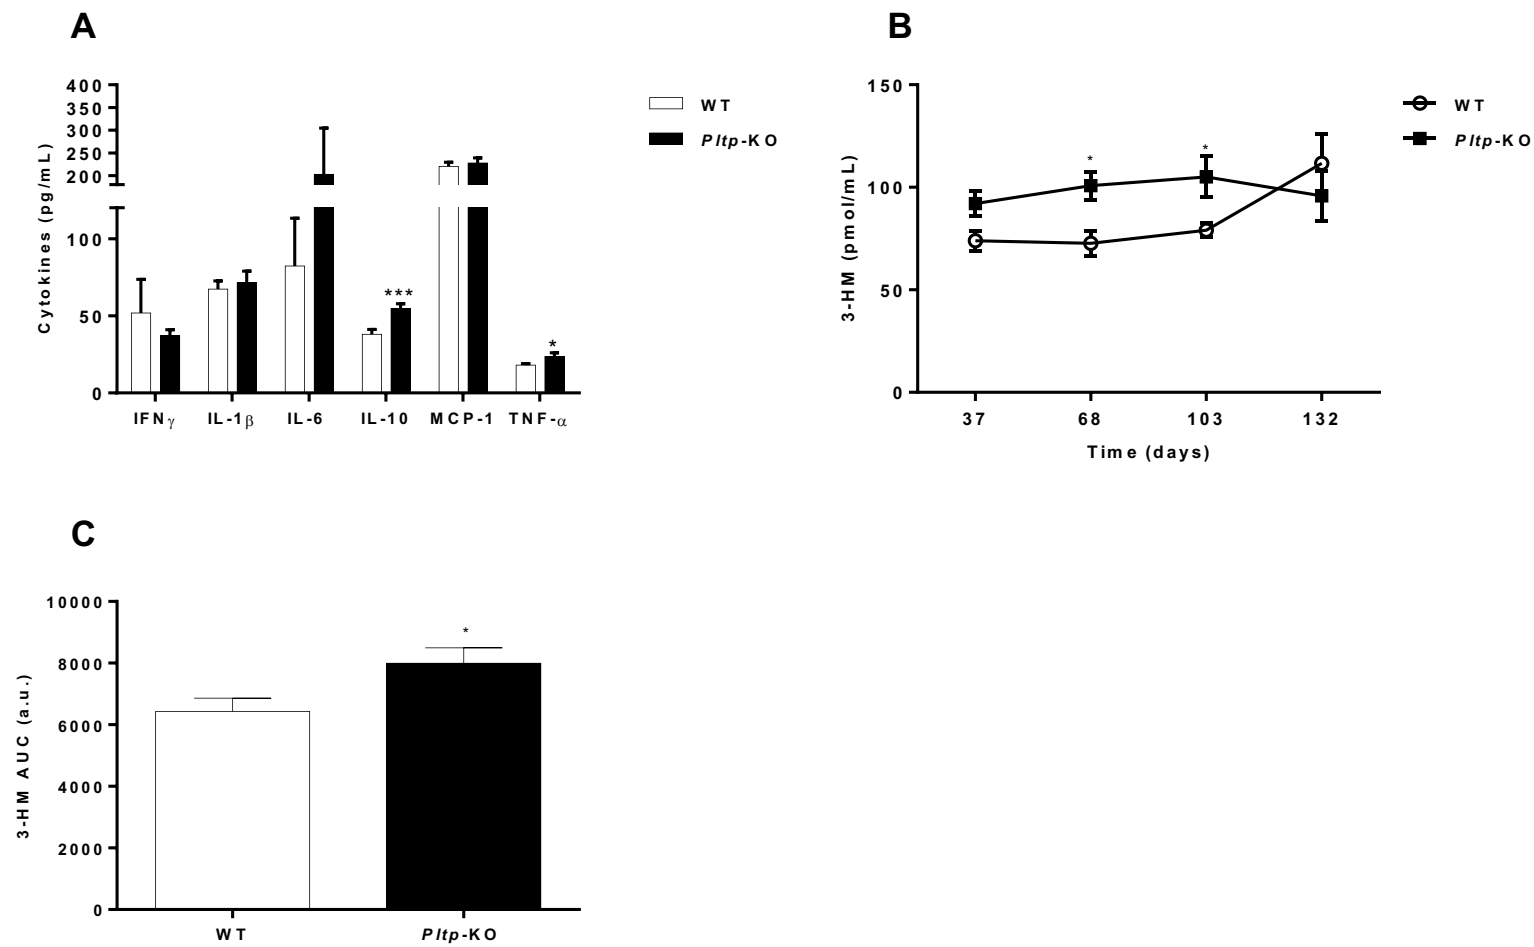 A
Cytokines (pg/mL)
400
350
300
250
200
100
50
0
***
*
IFNγ IL-1β IL-6 IL-10 MCP-1 TNF-α
WT
Pltp-KO
B
3-HM (pmol/mL)
150
100
50
0
* *
37 68 103 132
Time (days)
WT
Pltp-KO
C
3-HM AUC (a.u.)
10000
8000
6000
4000
2000
0
*
WT Pltp-KO